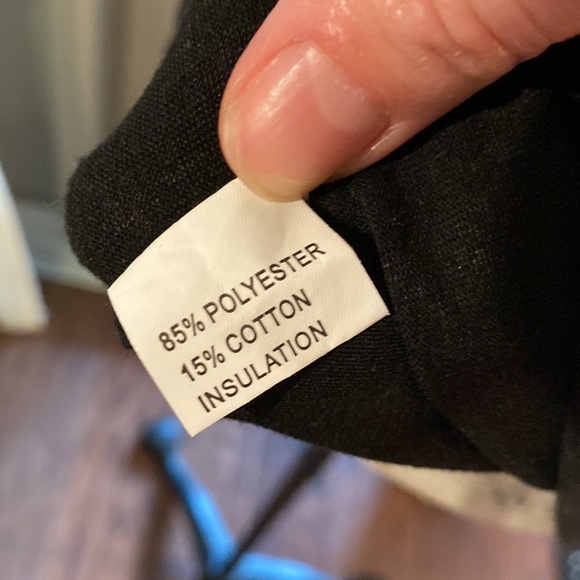 85% POLYESTER
15% COTTON
INSULATION